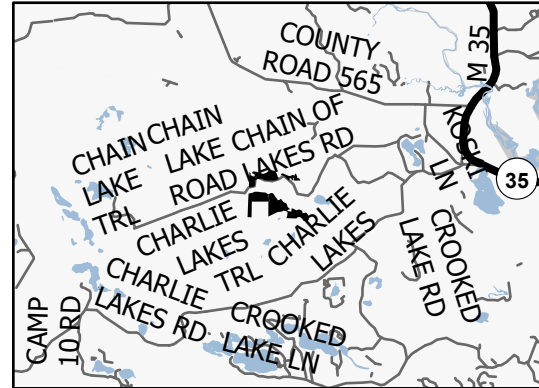 COUNTY
ROAD 565
M 35
KOSKI
LN
35
CHAIN
LAKE
TRL
CHAIN
LAKE
ROAD
CHAIN OF
LAKES RD
CHARLIE
LAKES
TRL
CHARLIE
LAKES
CROOKED
LAKE RD
CHARLIE
LAKES RD
CROOKED
LAKE LN
CAMP
10 RD